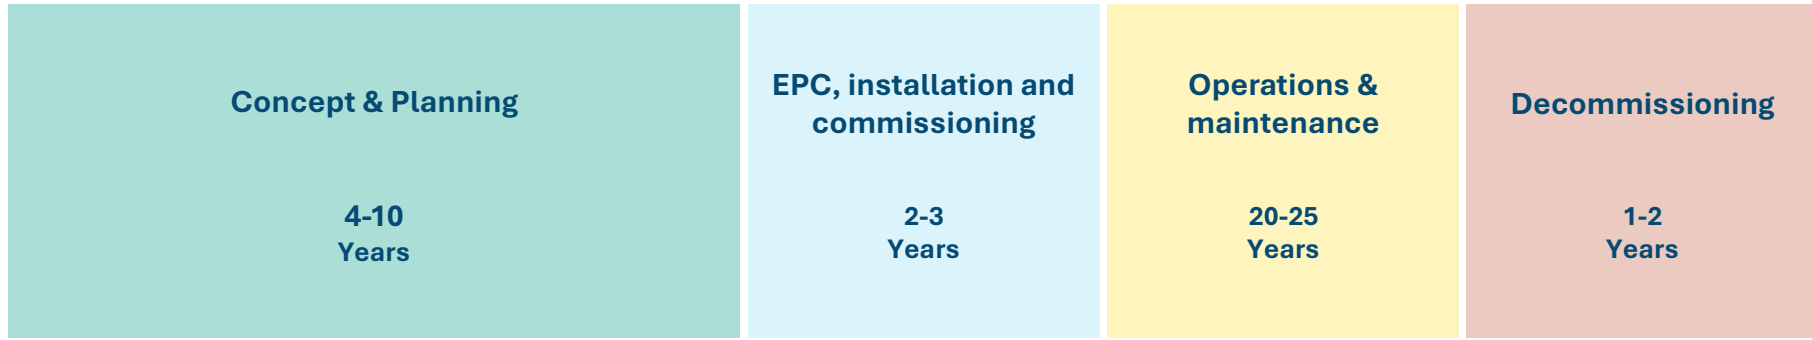 Concept & Planning
4-10
Years
EPC, installation and
commissioning
2-3
Years
Operations &
maintenance
20-25
Years
Decommissioning
1-2
Years